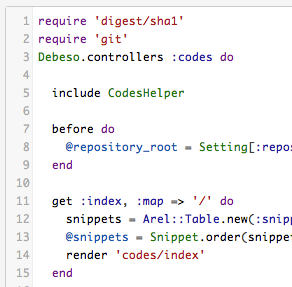 1 require 'digest/sha1'
2 require 'git'
3 Debeso.controllers :codes do
4
5 include CodesHelper
6
7 before do
8 @repository_root = Setting[:repos
9 end
10
11 get :index, :map => '/' do
12 snippets = Arel::Table.new(:snipp
13 @snippets = Snippet.order(snippet
14 render 'codes/index'
15 end